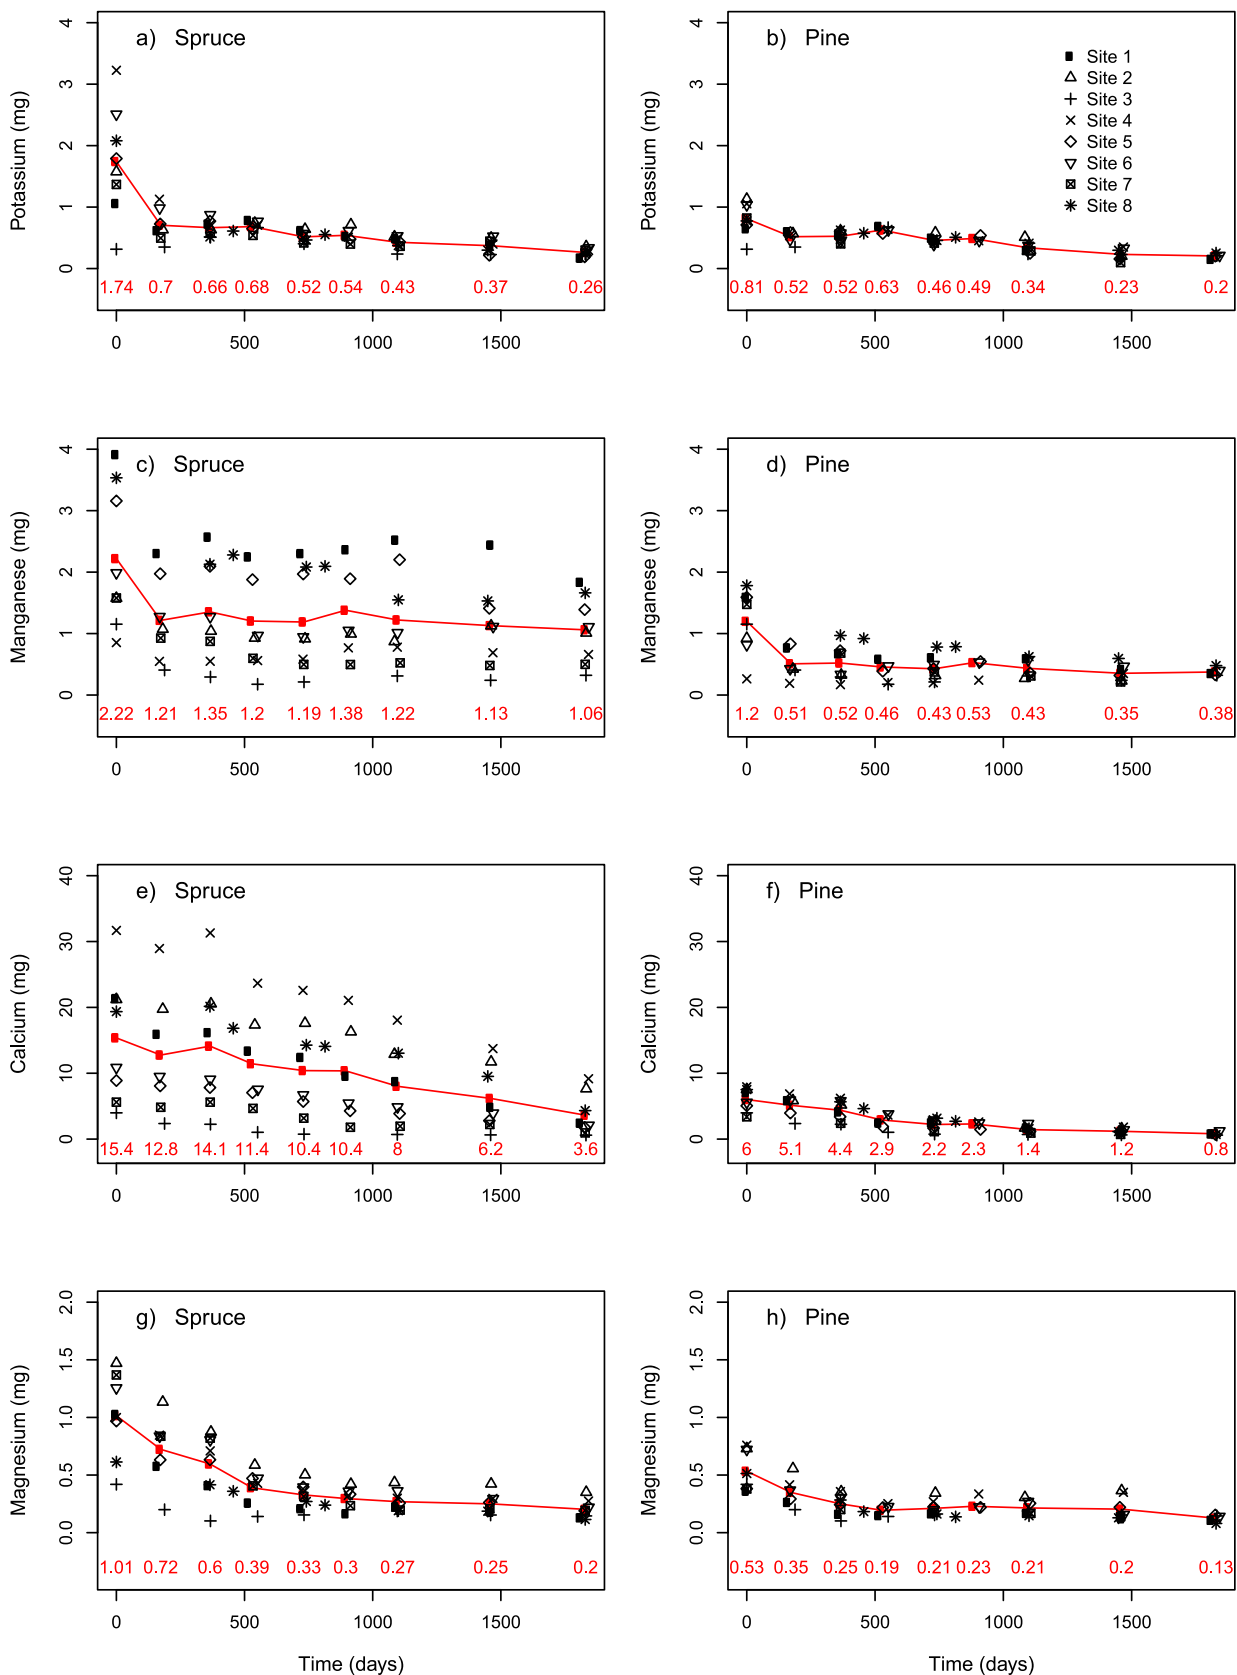 a) Spruce
Potassium (mg)
0 1 2 3 4
1.74 0.7 0.66 0.68 0.52 0.54 0.43 0.37 0.26
0 500 1000 1500
b) Pine
Site 1
Site 2
Site 3
Site 4
Site 5
Site 6
Site 7
Site 8
Potassium (mg)
0 1 2 3 4
0.81 0.52 0.52 0.63 0.46 0.49 0.34 0.23 0.2
0 500 1000 1500
c) Spruce
Manganese (mg)
0 1 2 3 4
2.22 1.21 1.35 1.2 1.19 1.38 1.22 1.13 1.06
0 500 1000 1500
d) Pine
Manganese (mg)
0 1 2 3 4
1.2 0.51 0.52 0.46 0.43 0.53 0.43 0.35 0.38
0 500 1000 1500
e) Spruce
Calcium (mg)
0 10 20 30 40
15.4 12.8 14.1 11.4 10.4 10.4 8 6.2 3.6
0 500 1000 1500
f) Pine
Calcium (mg)
0 10 20 30 40
6 5.1 4.4 2.9 2.2 2.3 1.4 1.2 0.8
0 500 1000 1500
g) Spruce
Magnesium (mg)
0.0 0.5 1.0 1.5 2.0
1.01 0.72 0.6 0.39 0.33 0.3 0.27 0.25 0.2
0 500 1000 1500
Time (days)
h) Pine
Magnesium (mg)
0.0 0.5 1.0 1.5 2.0
0.53 0.35 0.25 0.19 0.21 0.23 0.21 0.2 0.13
0 500 1000 1500
Time (days)